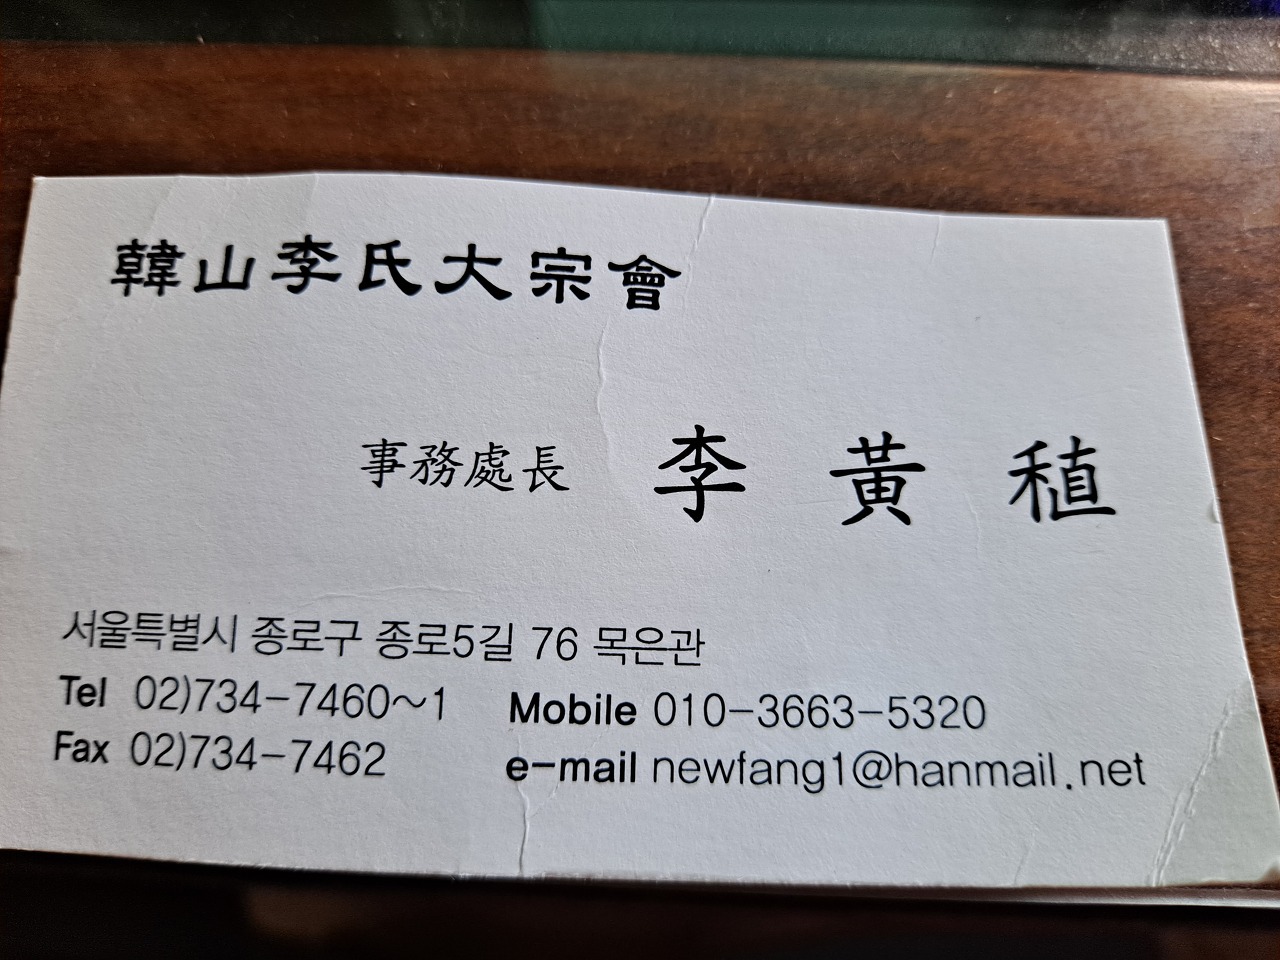 韓山李氏大宗會
事務處長 李黃稙
서울특별시 종로구 종로5길 76 목은관
Tel 02)734-7460~1 Mobile 010-3663-5320
Fax 02)734-7462 e-mail newfang1@hanmail.net